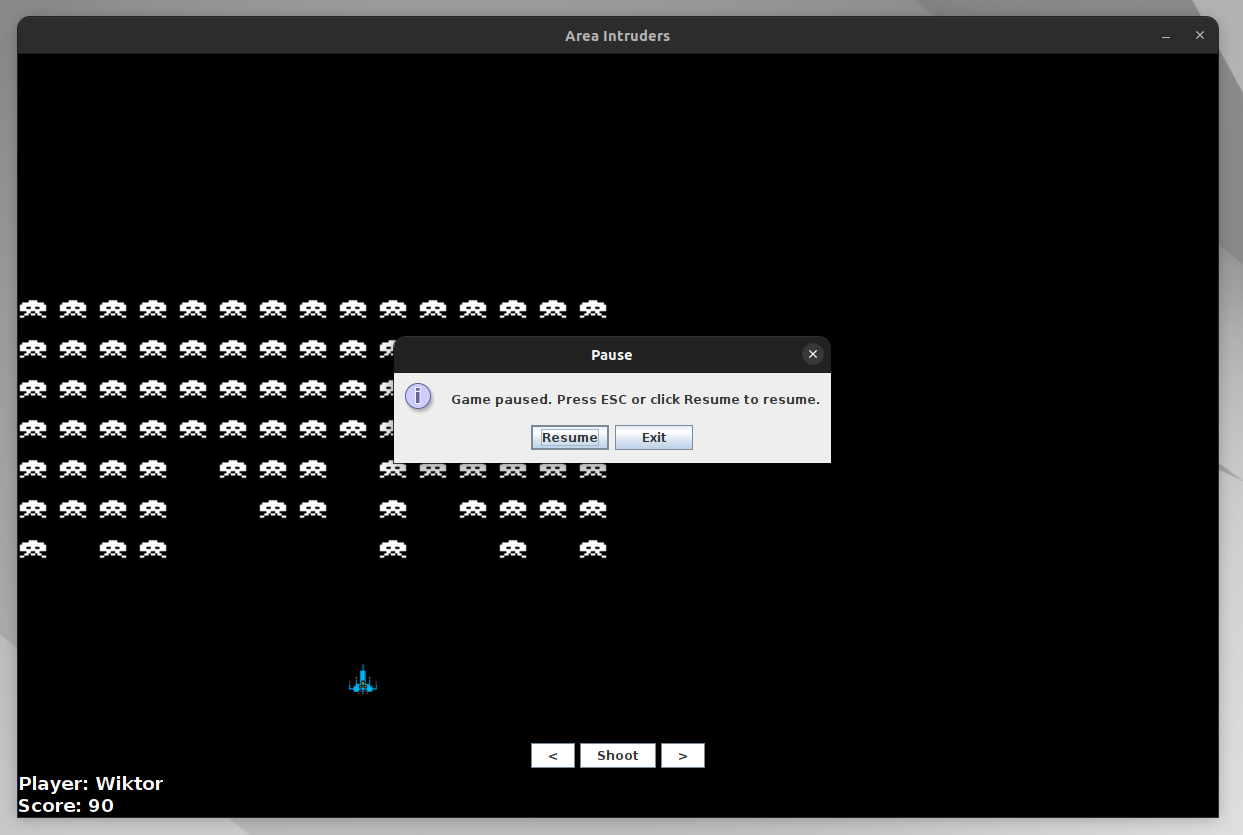 Area Intruders
Pause
Game paused. Press ESC or click Resume to resume.
Resume Exit
< Shoot >
Player: Wiktor
Score: 90